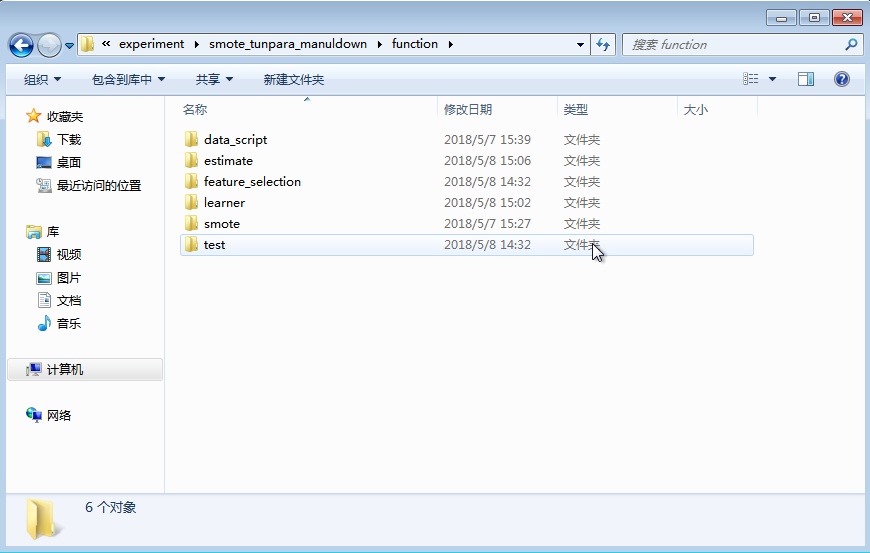 « experiment smote_tunpara_manuldown function
搜索 function
组织 包含到库中 共享 新建文件夹
收藏夹
下载
桌面
最近访问的位置
库
视频
图片
文档
音乐
计算机
网络
名称 修改日期 类型 大小
data_script 2018/5/7 15:39 文件夹
estimate 2018/5/8 15:06 文件夹
feature_selection 2018/5/8 14:32 文件夹
learner 2018/5/8 15:02 文件夹
smote 2018/5/7 15:27 文件夹
test 2018/5/8 14:32 文件夹
6 个对象